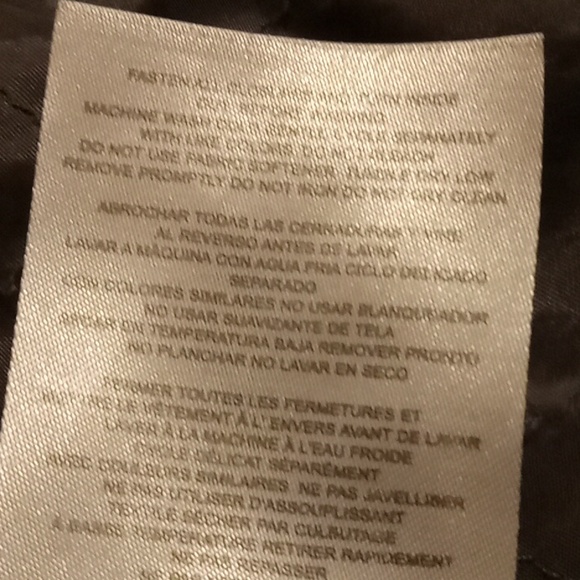 FASTEN ALL CLOSURES AND TURN INSIDE
OUT BEFORE WASHING
MACHINE WASH COLD GENTLE CYCLE SEPARATELY
WITH LIKE COLORS. DO NOT BLEACH
DO NOT USE FABRIC SOFTENER. TUMBLE DRY LOW
REMOVE PROMPTLY DO NOT IRON DO NOT DRY CLEAN
ABROCHAR TODAS LAS CERRADURAS Y VIRE
AL REVERSO ANTES DE LAVAR
LAVAR A MÁQUINA CON AGUA FRIA CICLO DELICADO
SEPARADO
CON COLORES SIMILARES NO USAR BLANQUEADOR
NO USAR SUAVIZANTE DE TELA
SECAR EN TEMPERATURA BAJA REMOVER PRONTO
NO PLANCHAR NO LAVAR EN SECO
FERMER TOUTES LES FERMETURES ET
METTRE LE VÊTEMENT À L'ENVERS AVANT DE LAVAR
LAVER À LA MACHINE À L'EAU FROIDE
CYCLE DÉLICAT SÉPARÉMENT
AVEC COULEURS SIMILAIRES NE PAS JAVELLISER
NE PAS UTILISER D'ASSOUPLISSANT
TEXTILE SÉCHER PAR CULBUTAGE
À BASSE TEMPÉRATURE RETIRER RAPIDEMENT
NE PAS REPASSER
NE PAS